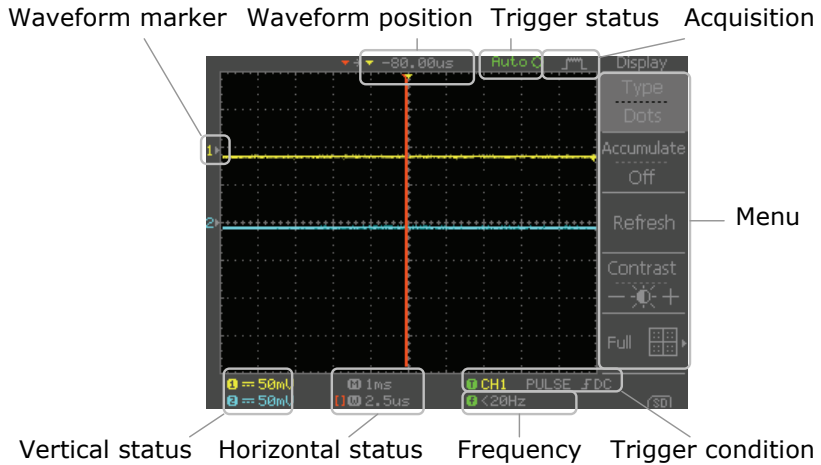 Waveform marker Waveform position Trigger status Acquisition
-80.00us Auto Display
Type
Dots
1
Accumulate
Off
2
Refresh
Menu
Contrast
− +
Full
1 50mV M 1ms T CH1 PULSE DC
2 50mV [] W 2.5us f <20Hz SD
Vertical status Horizontal status Frequency Trigger condition